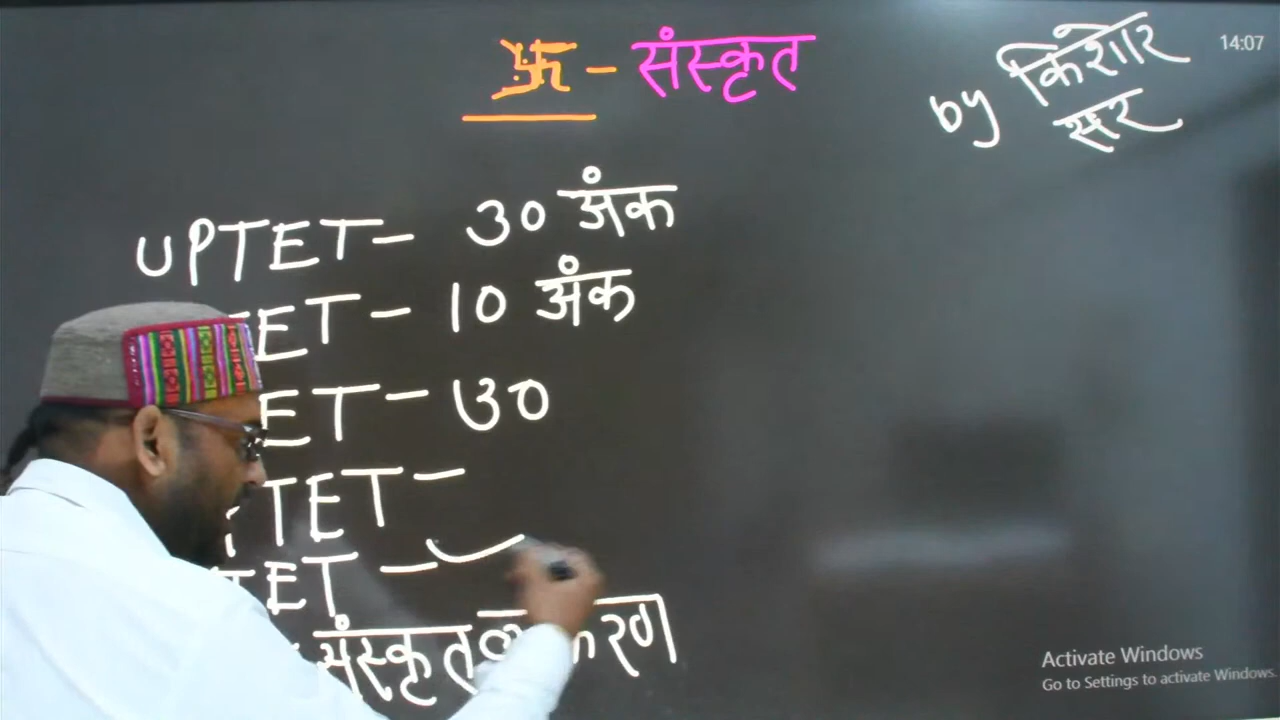 卐 - संस्कृत
by किशोर
सर
14:07
UPTET- 30 अंक
ET - 10 अंक
ET - 30
TET -
TET -
संस्कृत
Activate Windows
Go to Settings to activate Windows.